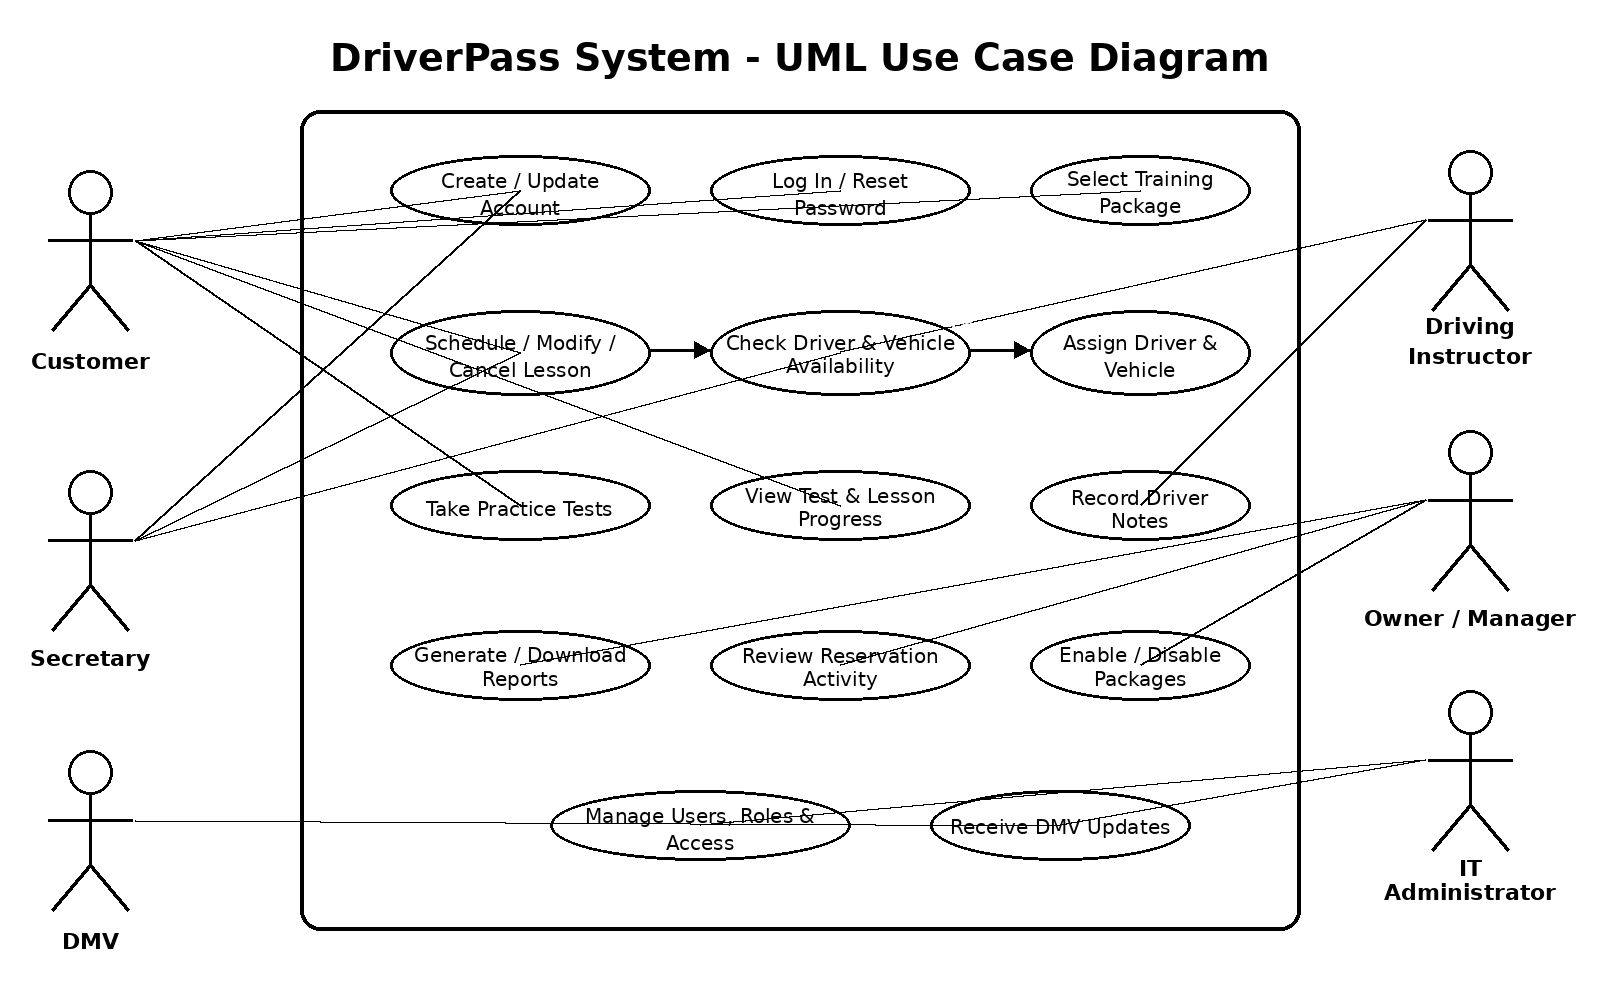 DriverPass System - UML Use Case Diagram
Create / Update
Account
Log In / Reset
Password
Select Training
Package
Customer
Driving
Instructor
Schedule / Modify /
Cancel Lesson
Check Driver & Vehicle
Availability
Assign Driver &
Vehicle
Take Practice Tests
View Test & Lesson
Progress
Record Driver
Notes
Secretary
Owner / Manager
Generate / Download
Reports
Review Reservation
Activity
Enable / Disable
Packages
Manage Users, Roles &
Access
Receive DMV Updates
DMV
IT
Administrator